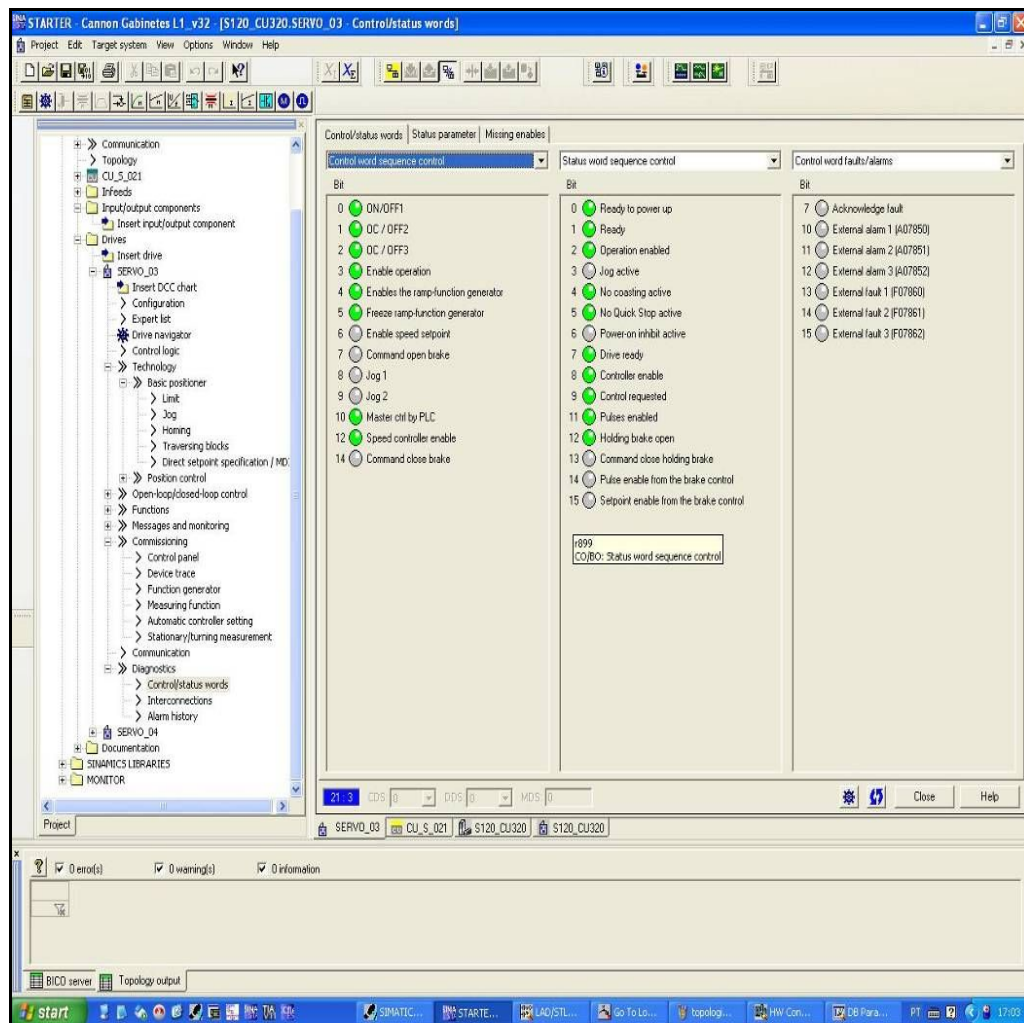 STARTER - Cannon Gabinetes L1_v32 - [S120_CU320.SERVO_03 - Control/status words]
Project Edit Target system View Options Window Help
Communication
Topology
CU_S_021
Infeeds
Input/output components
Insert input/output component
Drives
Insert drive
SERVO_03
Insert DCC chart
Configuration
Expert list
Drive navigator
Control logic
Technology
Basic positioner
Limit
Jog
Homing
Traversing blocks
Direct setpoint specification / MD
Position control
Open-loop/closed-loop control
Functions
Messages and monitoring
Commissioning
Control panel
Device trace
Function generator
Measuring function
Automatic controller setting
Stationary/turning measurement
Communication
Diagnostics
Control/status words
Interconnections
Alarm history
SERVO_04
Documentation
SINAMICS LIBRARIES
MONITOR
Project
Control/status words Status parameter Missing enables
Control word sequence control
Bit
0 ON/OFF1
1 OC / OFF2
2 OC / OFF3
3 Enable operation
4 Enables the ramp-function generator
5 Freeze ramp-function generator
6 Enable speed setpoint
7 Command open brake
8 Jog 1
9 Jog 2
10 Master ctrl by PLC
12 Speed controller enable
14 Command close brake
Status word sequence control
Bit
0 Ready to power up
1 Ready
2 Operation enabled
3 Jog active
4 No coasting active
5 No Quick Stop active
6 Power-on inhibit active
7 Drive ready
8 Controller enable
9 Control requested
11 Pulses enabled
12 Holding brake open
13 Command close holding brake
14 Pulse enable from the brake control
15 Setpoint enable from the brake control
r899
CO/BO: Status word sequence control
Control word faults/alarms
Bit
7 Acknowledge fault
10 External alarm 1 (A07850)
11 External alarm 2 (A07851)
12 External alarm 3 (A07852)
13 External fault 1 (F07860)
14 External fault 2 (F07861)
15 External fault 3 (F07862)
21 : 3 CDS: 0 DDS: 0 MDS: 0
Close Help
SERVO_03 CU_S_021 S120_CU320 S120_CU320
0 error(s) 0 warning(s) 0 information
BICO server Topology output
start SIMATIC... STARTE... LAD/STL... Go To Lo... topologi... HW Con... DB Para... PT 17:03